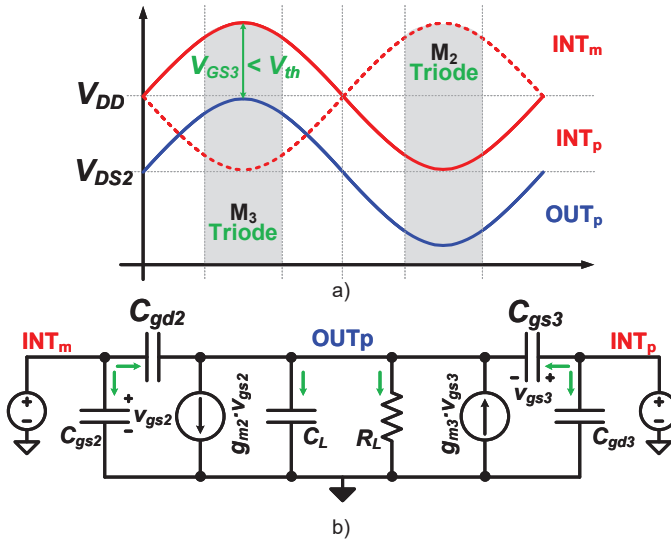 INTm
M2
Triode
VGS3 < Vth
VDD
INTp
VDS2
M3
Triode
OUTp
a)
Cgd2
Cgs3
INTm
OUTp
INTp
+
vgs2
-
gm2·vgs2
- +
vgs3
gm3·vgs3
+
-
Cgs2
CL
RL
Cgd3
+
-
b)